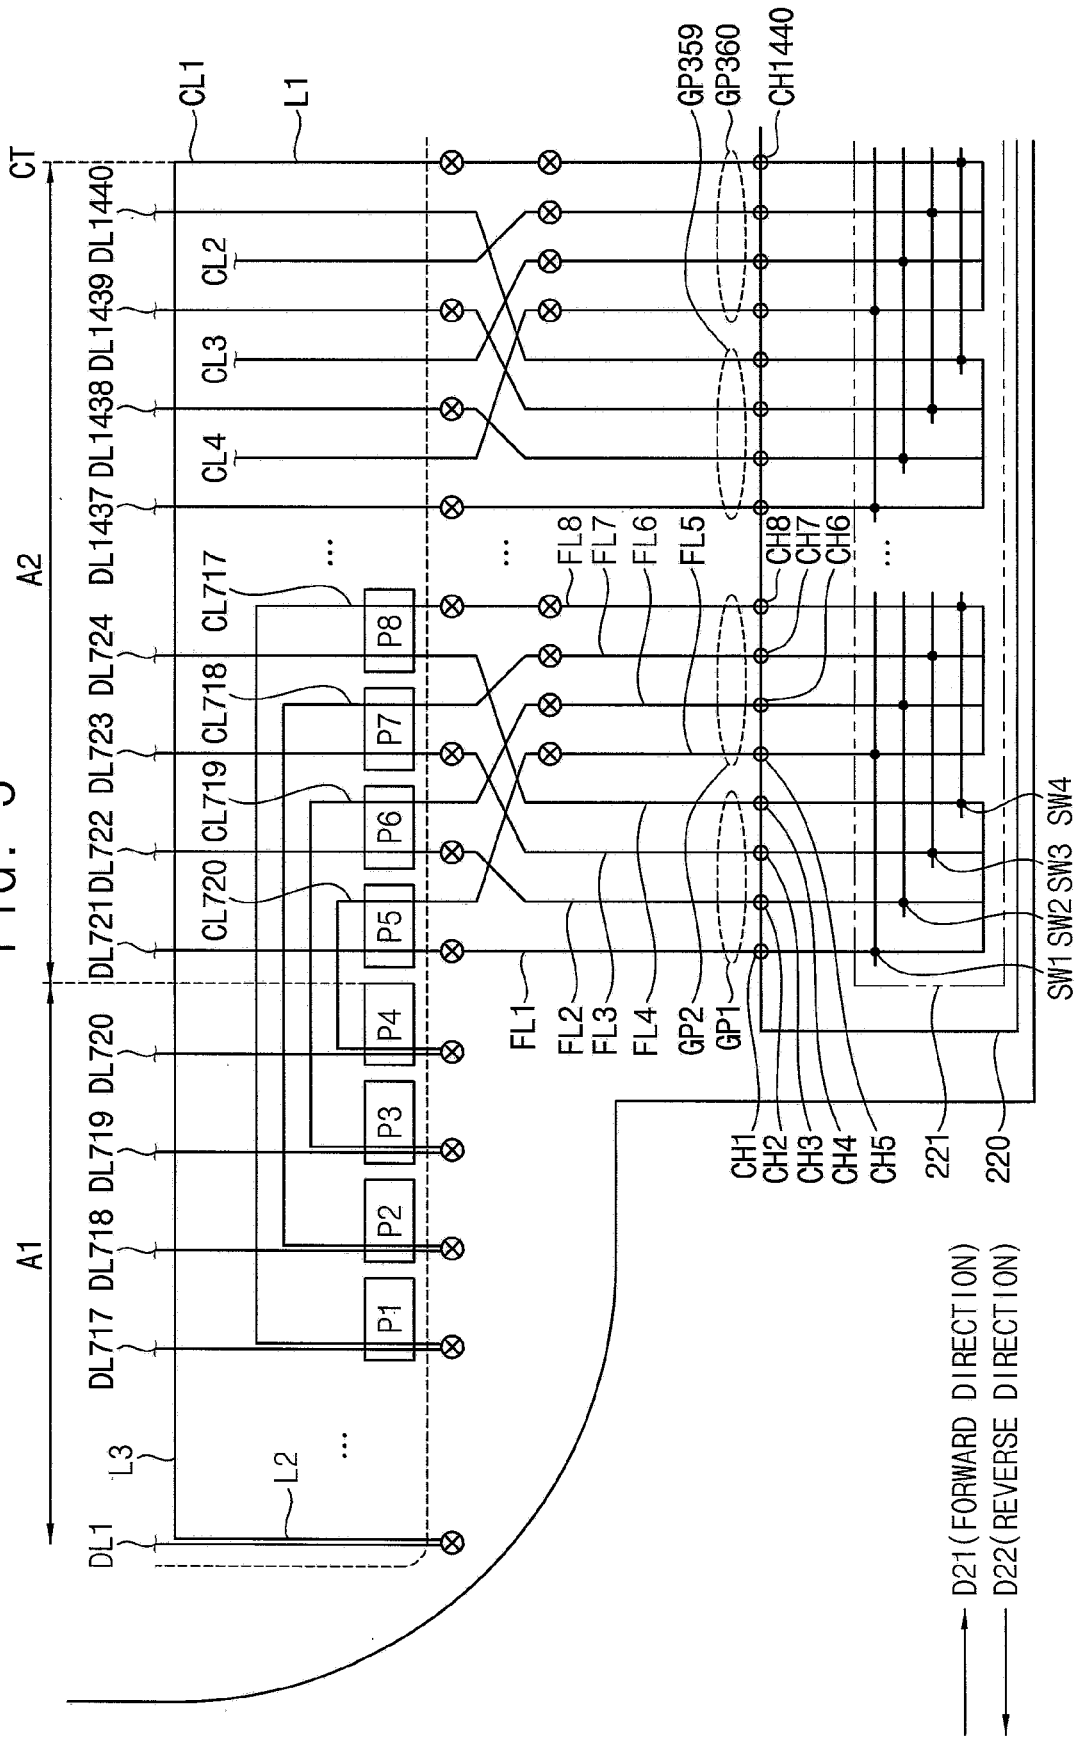 FIG. 5
A1
A2
CT
DL1
DL717
DL718
DL719
DL720
DL721
DL722
DL723
DL724
DL1437
DL1438
DL1439
DL1440
L3
CL720
CL719
CL718
CL717
CL4
CL3
CL2
CL1
L1
L2
...
P1
P2
P3
P4
P5
P6
P7
P8
...
...
FL1
FL2
FL3
FL4
GP2
GP1
FL8
FL7
FL6
FL5
GP359
GP360
CH1440
CH1
CH2
CH3
CH4
CH5
CH8
CH7
CH6
...
221
220
SW1
SW2
SW3
SW4
D21(FORWARD DIRECTION)
D22(REVERSE DIRECTION)